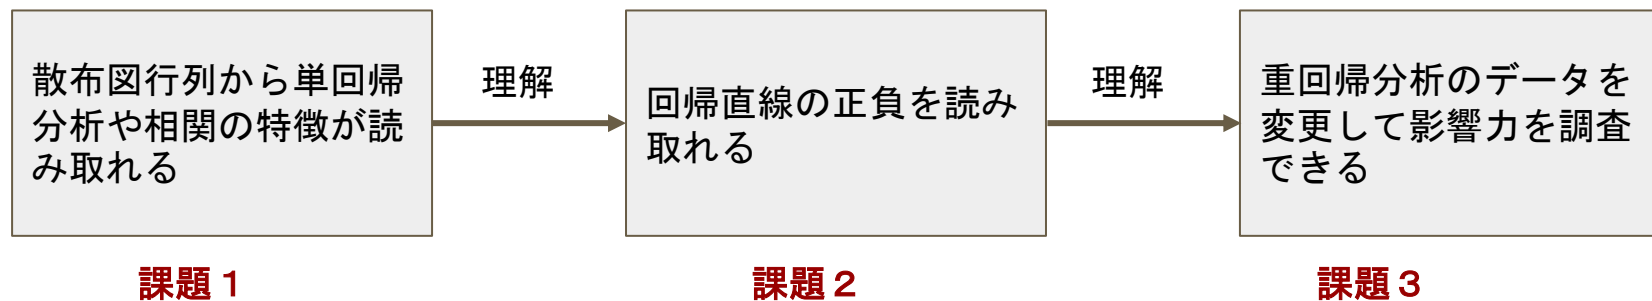 散布図行列から単回帰
分析や相関の特徴が読
み取れる
理解
回帰直線の正負を読み
取れる
理解
重回帰分析のデータを
変更して影響力を調査
できる
課題１
課題２
課題３